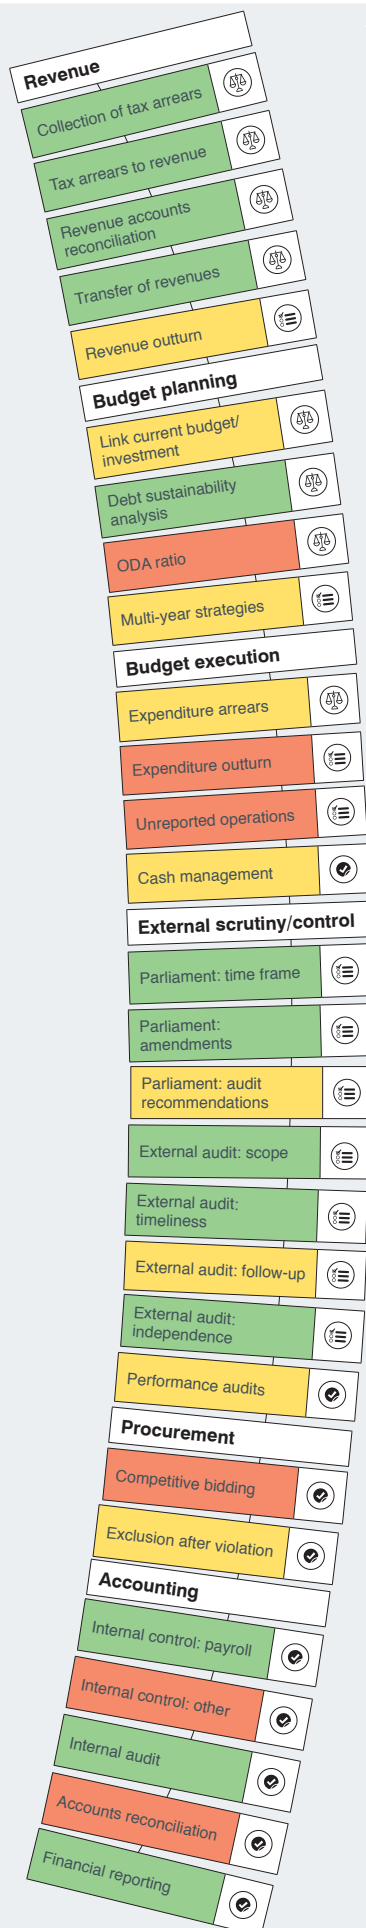 Revenue
Collection of tax arrears
Tax arrears to revenue
Revenue accounts
reconciliation
Transfer of revenues
Revenue outturn
Budget planning
Link current budget/
investment
Debt sustainability
analysis
ODA ratio
Multi-year strategies
Budget execution
Expenditure arrears
Expenditure outturn
Unreported operations
Cash management
External scrutiny/control
Parliament: time frame
Parliament:
amendments
Parliament: audit
recommendations
External audit: scope
External audit:
timeliness
External audit: follow-up
External audit:
independence
Performance audits
Procurement
Competitive bidding
Exclusion after violation
Accounting
Internal control: payroll
Internal control: other
Internal audit
Accounts reconciliation
Financial reporting